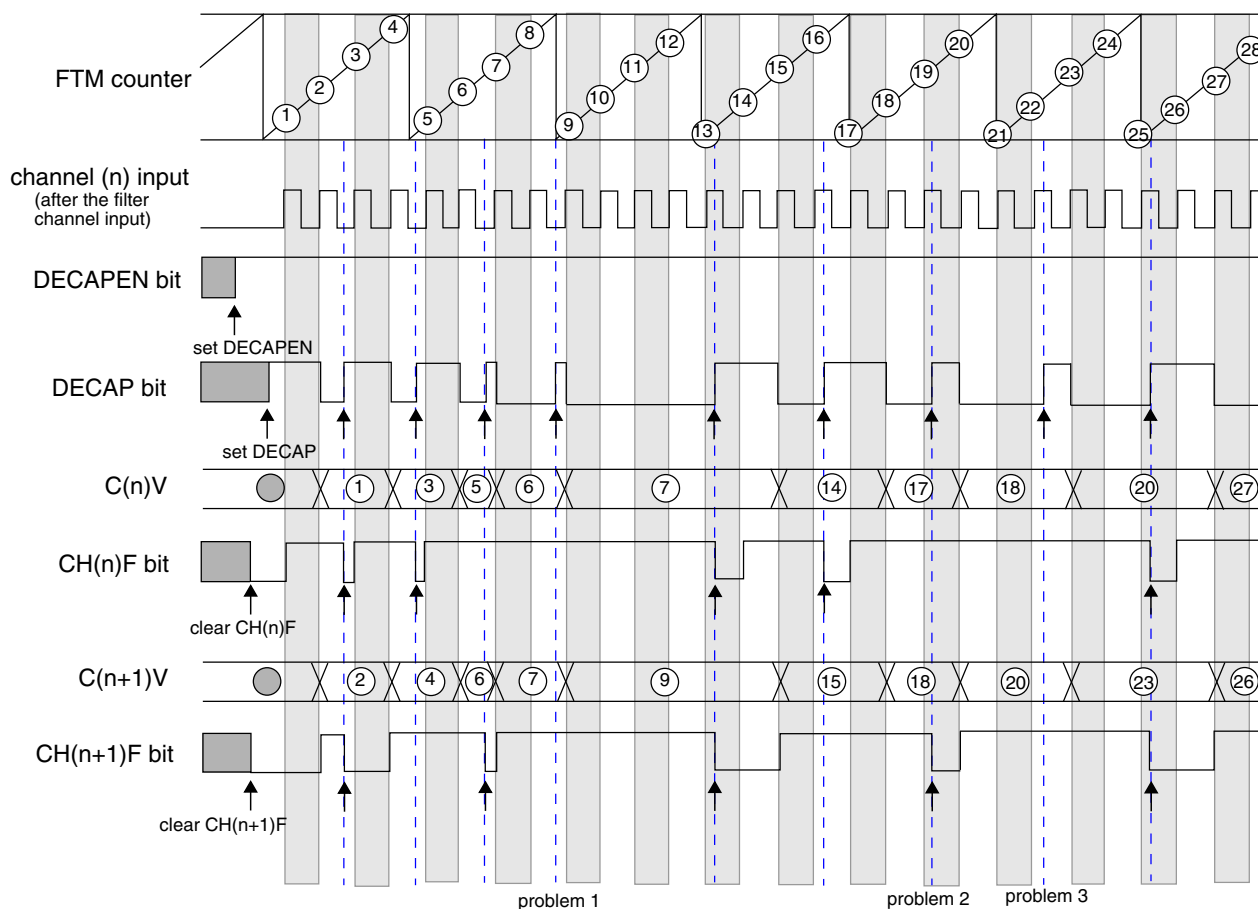 FTM counter
1 2 3 4 5 6 7 8 9 10 11 12 13 14 15 16 17 18 19 20 21 22 23 24 25 26 27 28
channel (n) input
(after the filter
channel input)
DECAPEN bit
set DECAPEN
DECAP bit
set DECAP
C(n)V
1 3 5 6 7 14 17 18 20 27
CH(n)F bit
clear CH(n)F
C(n+1)V
2 4 6 7 9 15 18 20 23 26
CH(n+1)F bit
clear CH(n+1)F
problem 1 problem 2 problem 3